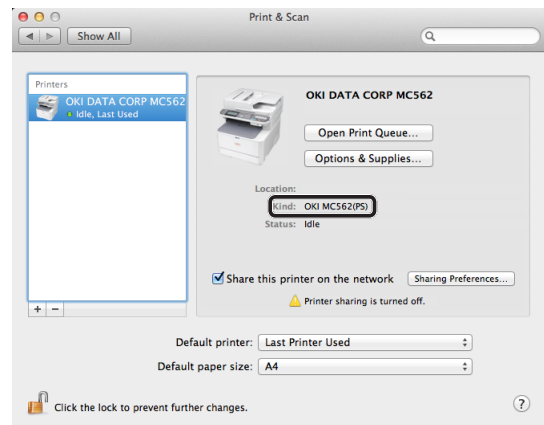 Print & Scan
Show All
Printers
OKI DATA CORP MC562
Idle, Last Used
OKI DATA CORP MC562
Open Print Queue...
Options & Supplies...
Location:
Kind: OKI MC562(PS)
Status: Idle
Share this printer on the network Sharing Preferences...
Printer sharing is turned off.
+ −
Default printer: Last Printer Used
Default paper size: A4
Click the lock to prevent further changes. ?